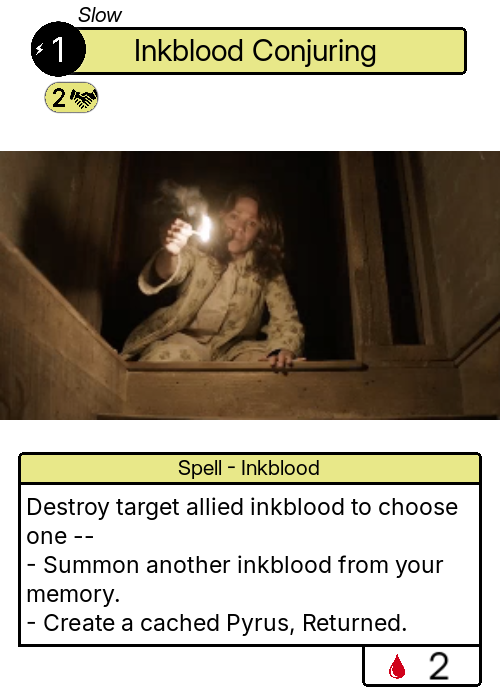 Slow
1
Inkblood Conjuring
2
Spell - Inkblood
Destroy target allied inkblood to choose
one --
- Summon another inkblood from your
memory.
- Create a cached Pyrus, Returned.
2